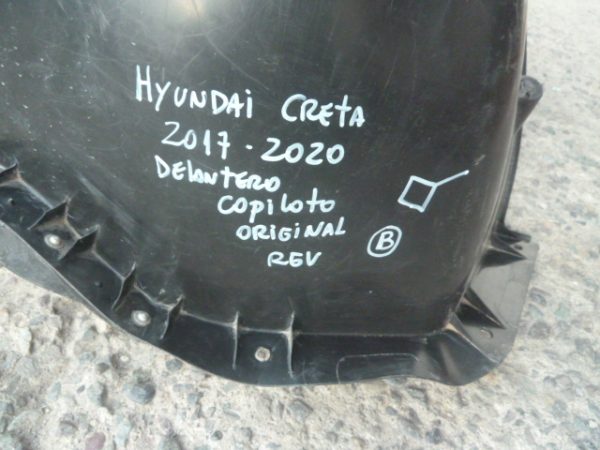 HYUNDAi CRETA
2017 - 2020
DElANTERO
COPiloto
ORiGiNAL
REV
B